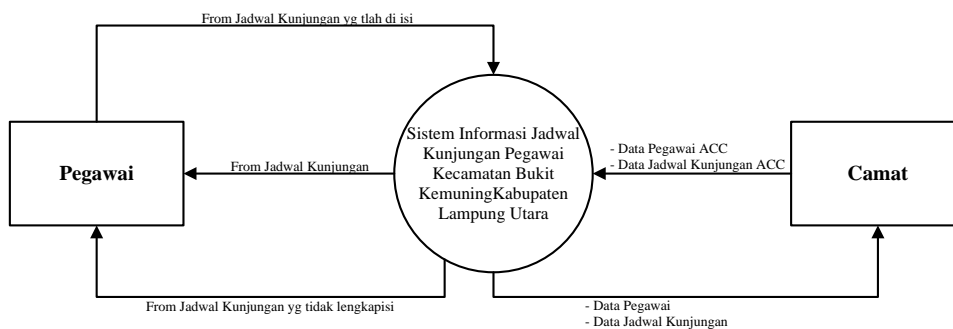 From Jadwal Kunjungan yg tlah di isi
Pegawai
From Jadwal Kunjungan
Sistem Informasi Jadwal
Kunjungan Pegawai
Kecamatan Bukit
KemuningKabupaten
Lampung Utara
- Data Pegawai ACC
- Data Jadwal Kunjungan ACC
Camat
From Jadwal Kunjungan yg tidak lengkapisi
- Data Pegawai
- Data Jadwal Kunjungan